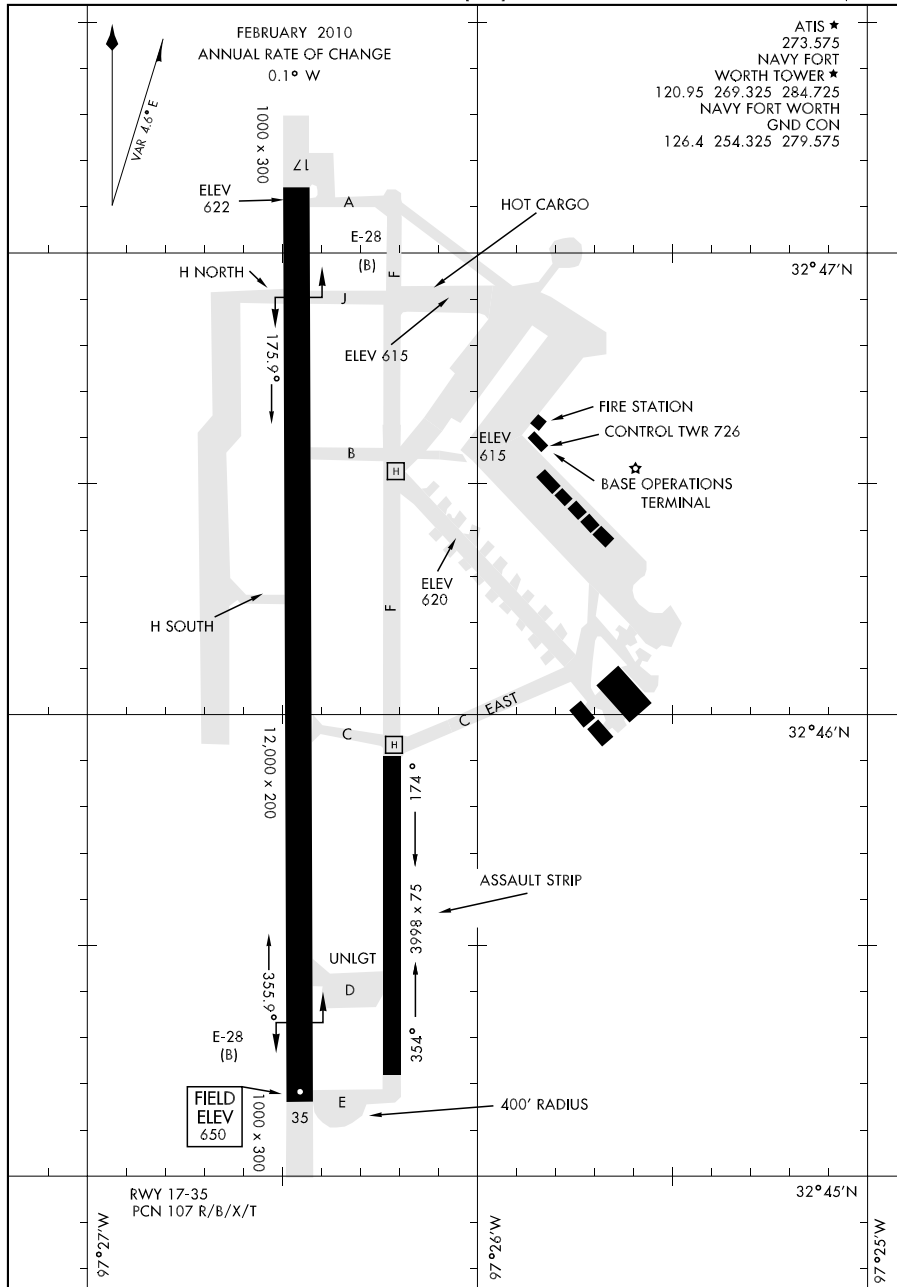 FEBRUARY 2010
ANNUAL RATE OF CHANGE
0.1° W
VAR 4.6° E
ATIS ★
273.575
NAVY FORT
WORTH TOWER ★
120.95 269.325 284.725
NAVY FORT WORTH
GND CON
126.4 254.325 279.575
1000 x 300
17
ELEV
622
A
HOT CARGO
E-28
(B)
F
32°47'N
H NORTH
J
175.9°
ELEV 615
FIRE STATION
CONTROL TWR 726
ELEV
615
B
H
BASE OPERATIONS
TERMINAL
ELEV
620
F
H SOUTH
C EAST
C
H
32°46'N
12,000 x 200
174°
3998 x 75
ASSAULT STRIP
UNLGT
D
355.9°
354°
E-28
(B)
FIELD
ELEV
650
1000 x 300
35
E
400' RADIUS
RWY 17-35
PCN 107 R/B/X/T
32°45'N
97°27'W
97°26'W
97°25'W